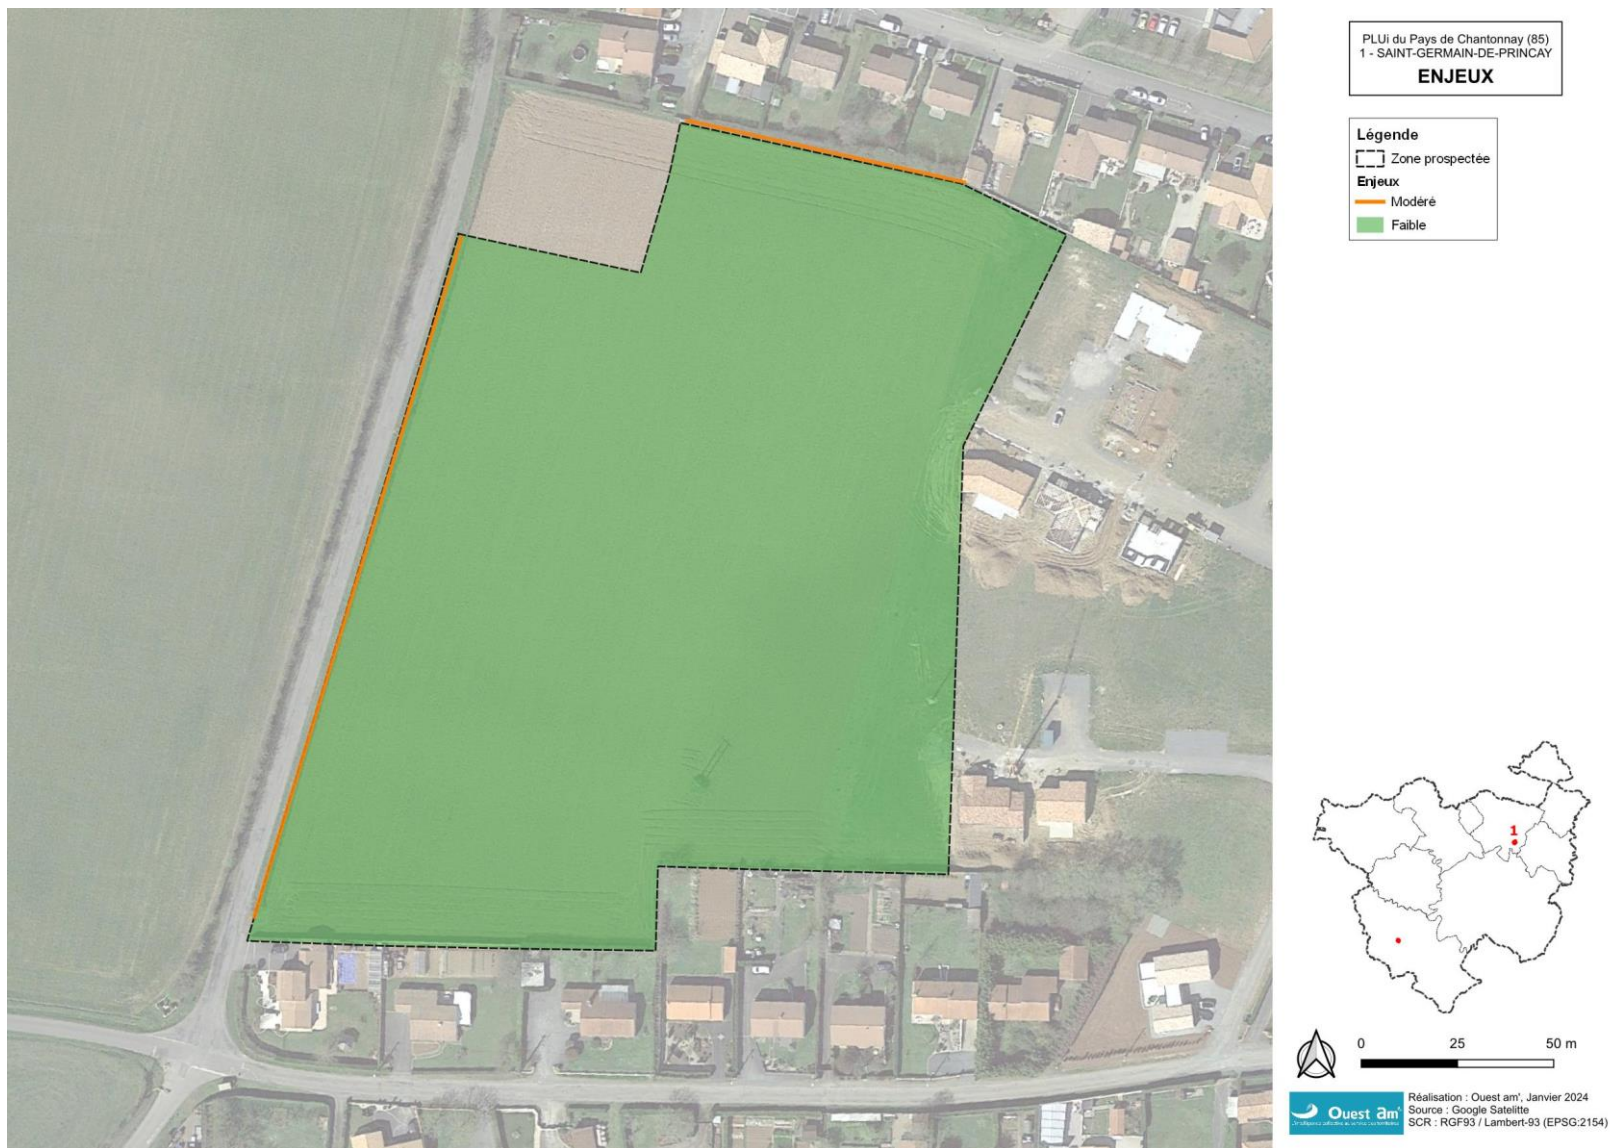 PLUi du Pays de Chantonnay (85)
1 - SAINT-GERMAIN-DE-PRINCAY
ENJEUX
Légende
Zone prospectée
Enjeux
Modéré
Faible
1
0 25 50 m
Ouest am'
Réalisation : Ouest am', Janvier 2024
Source : Google Satelitte
SCR : RGF93 / Lambert-93 (EPSG:2154)